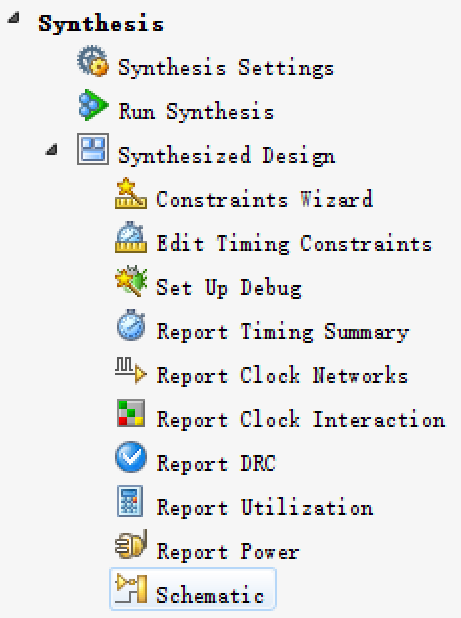 Synthesis
Synthesis Settings
Run Synthesis
Synthesized Design
Constraints Wizard
Edit Timing Constraints
Set Up Debug
Report Timing Summary
Report Clock Networks
Report Clock Interaction
Report DRC
Report Utilization
Report Power
Schematic